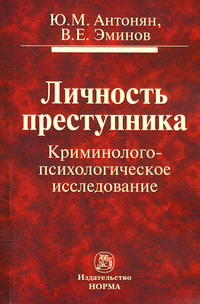 Ю.М. Антонян,
В.Е. Эминов
Личность
преступника
Криминолого-
психологическое
исследование
Издательство
НОРМА